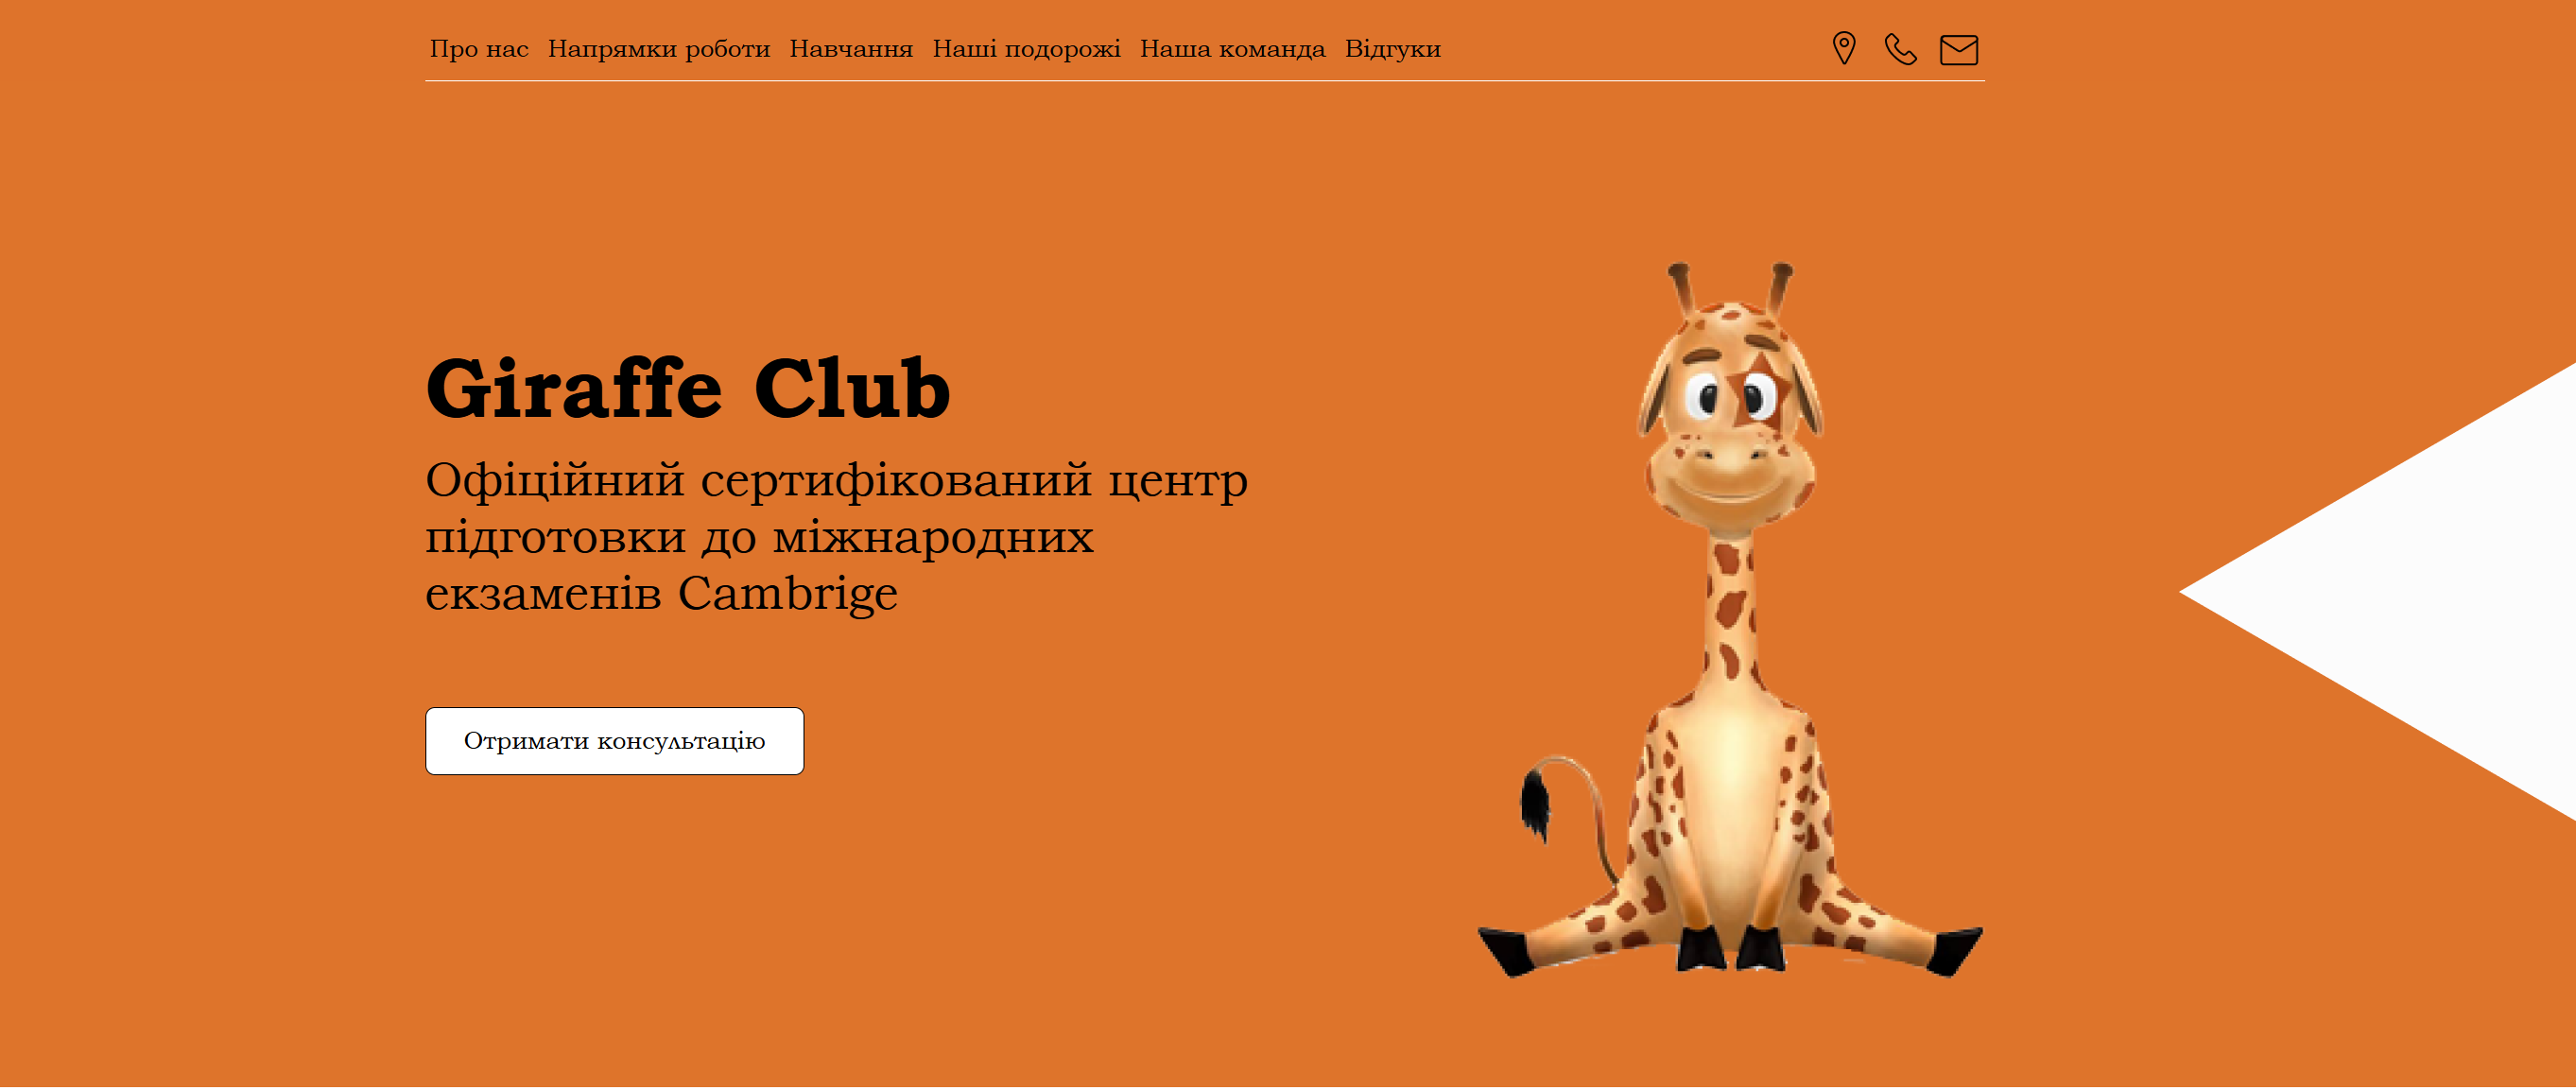 Про нас Напрямки роботи Навчання Наші подорожі Наша команда Відгуки
Giraffe Club
Офіційний сертифікований центр
підготовки до міжнародних
екзаменів Cambrige
Отримати консультацію